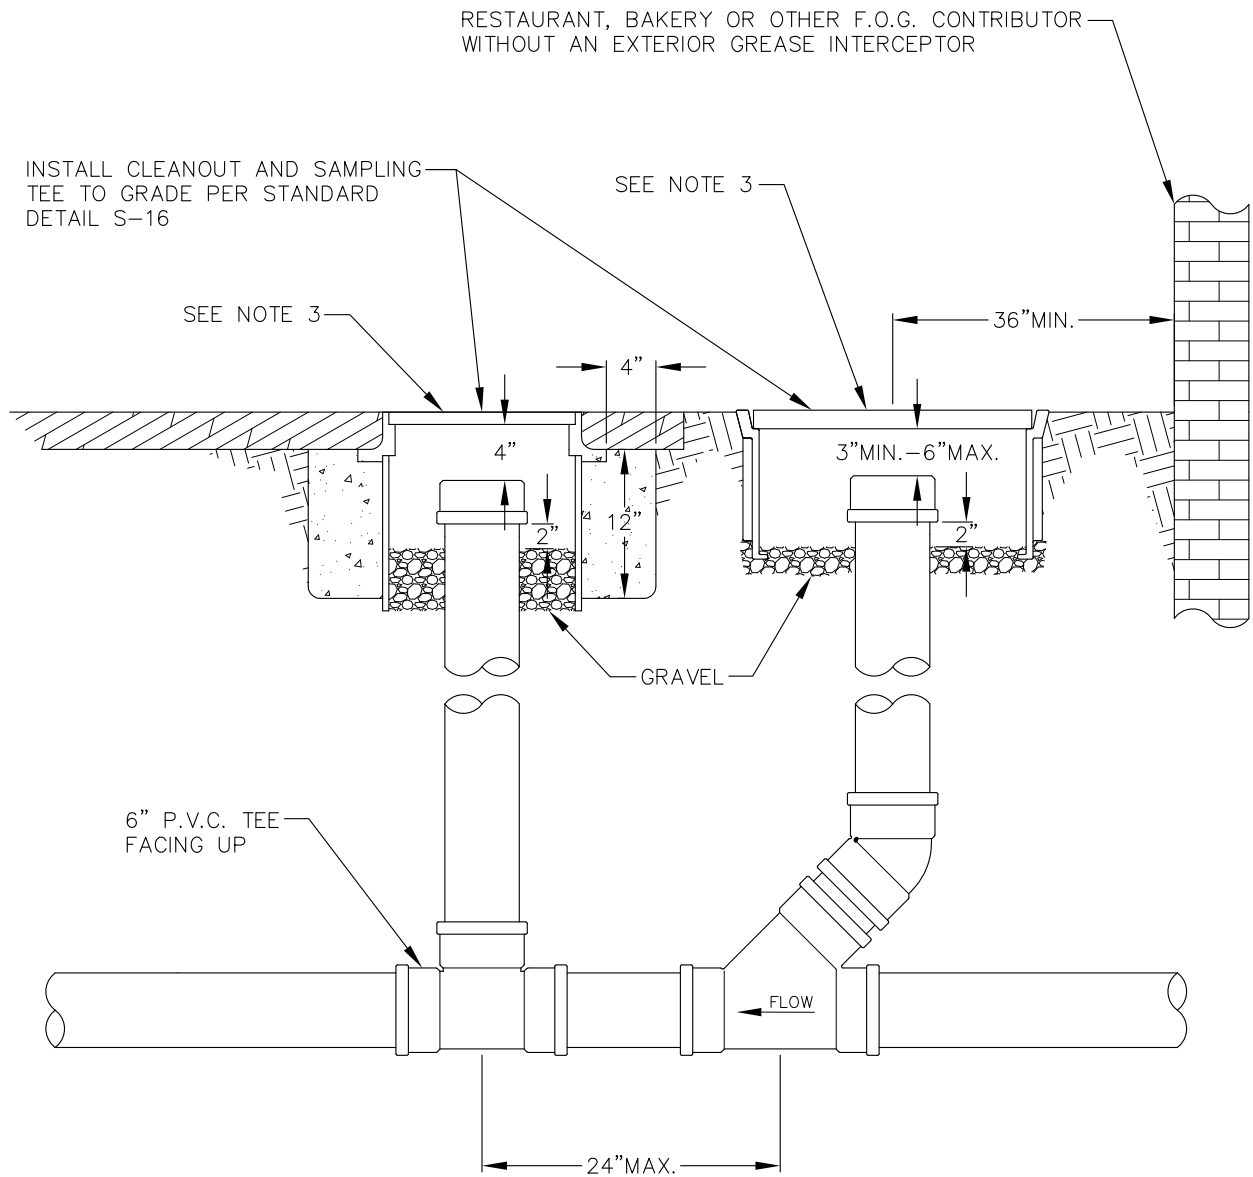 RESTAURANT, BAKERY OR OTHER F.O.G. CONTRIBUTOR
WITHOUT AN EXTERIOR GREASE INTERCEPTOR
INSTALL CLEANOUT AND SAMPLING
TEE TO GRADE PER STANDARD
DETAIL S-16
SEE NOTE 3
SEE NOTE 3
36"MIN.
4"
4"
3"MIN.-6"MAX.
12"
2"
2"
GRAVEL
6" P.V.C. TEE
FACING UP
FLOW
24"MAX.